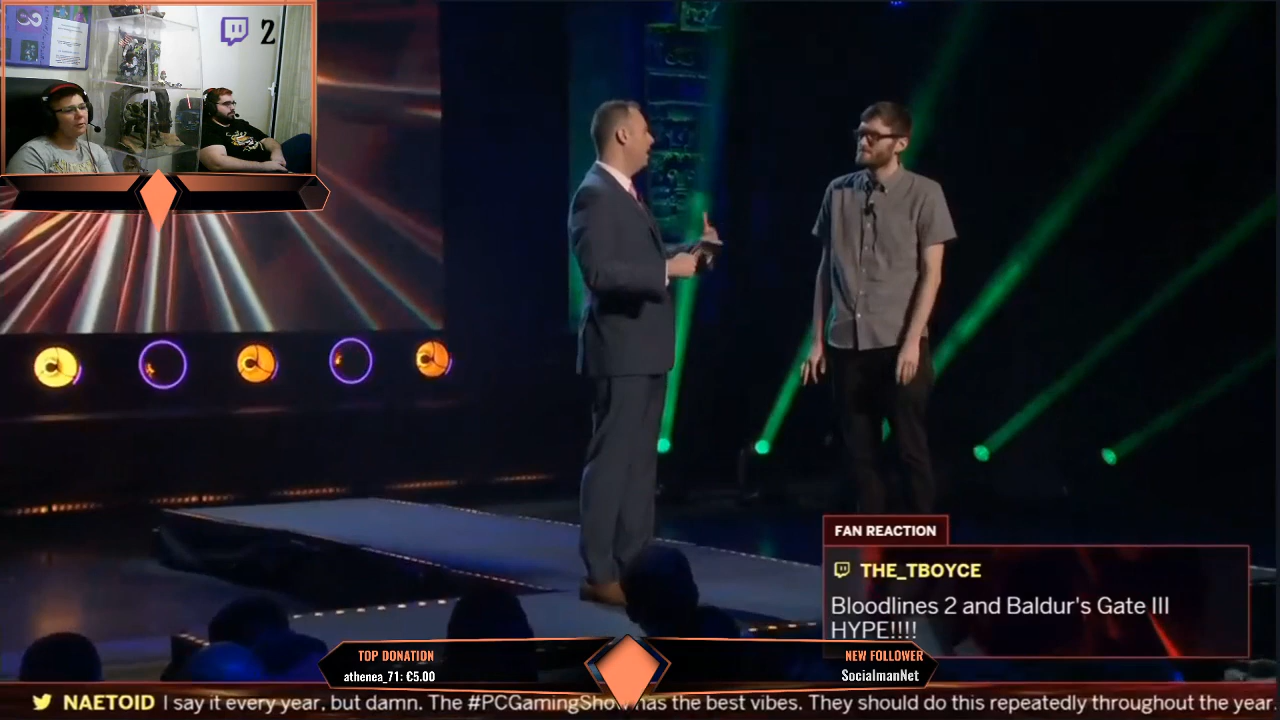 2
FAN REACTION
THE_TBOYCE
Bloodlines 2 and Baldur's Gate III
HYPE!!!!
TOP DONATION
athenea_71: €5.00
NEW FOLLOWER
SocialmanNet
NAETOID I say it every year, but damn. The #PCGamingShow has the best vibes. They should do this repeatedly throughout the year.